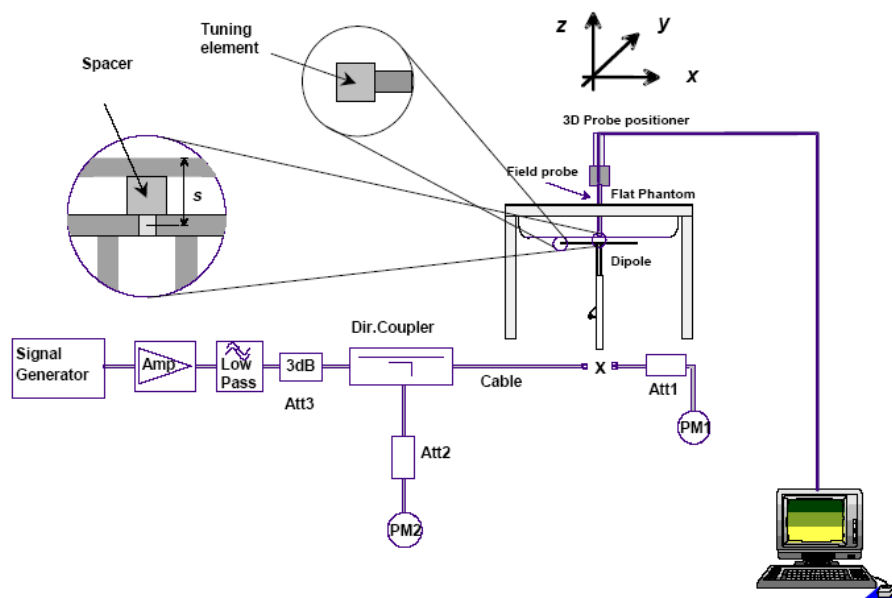 Tuning
element
Spacer
z
y
x
3D Probe positioner
Field probe
Flat Phantom
s
Dipole
Dir.Coupler
Signal
Generator
Amp
Low
Pass
3dB
Att3
Cable
X
Att1
PM1
Att2
PM2